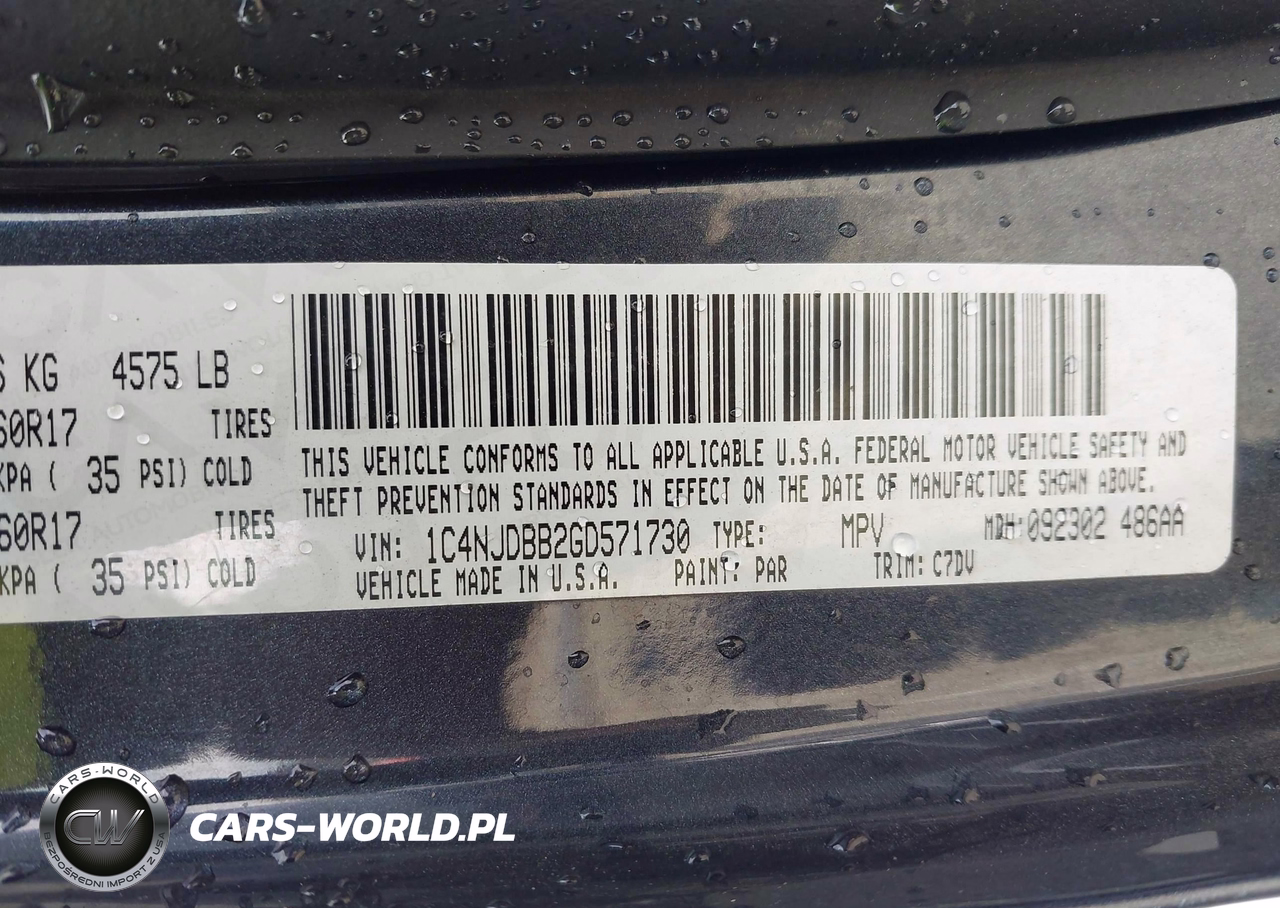 KG 4575 LB
60R17 TIRES
KPA ( 35 PSI) COLD
60R17 TIRES
KPA ( 35 PSI) COLD
THIS VEHICLE CONFORMS TO ALL APPLICABLE U.S.A. FEDERAL MOTOR VEHICLE SAFETY AND
THEFT PREVENTION STANDARDS IN EFFECT ON THE DATE OF MANUFACTURE SHOWN ABOVE.
VIN: 1C4NJDBB2GD571730 TYPE: MPV MDH:092302 486AA
VEHICLE MADE IN U.S.A. PAINT: PAR TRIM: C7DV
CARS-WORLD
CW
BEZPOŚREDNI IMPORT Z USA
CARS-WORLD.PL